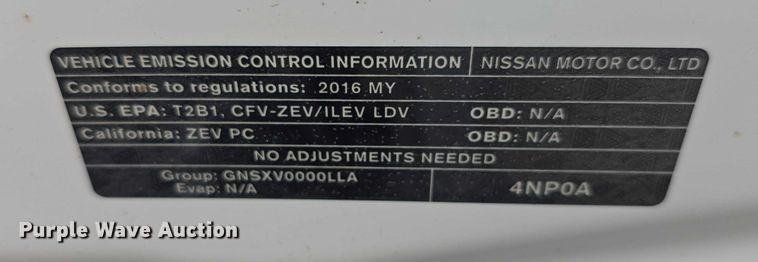 VEHICLE EMISSION CONTROL INFORMATION NISSAN MOTOR CO., LTD
Conforms to regulations: 2016 MY
U.S. EPA: T2B1, CFV-ZEV/ILEV LDV OBD: N/A
California: ZEV PC OBD: N/A
NO ADJUSTMENTS NEEDED
Group: GNSXV0000LLA
Evap: N/A
4NP0A
Purple Wave Auction